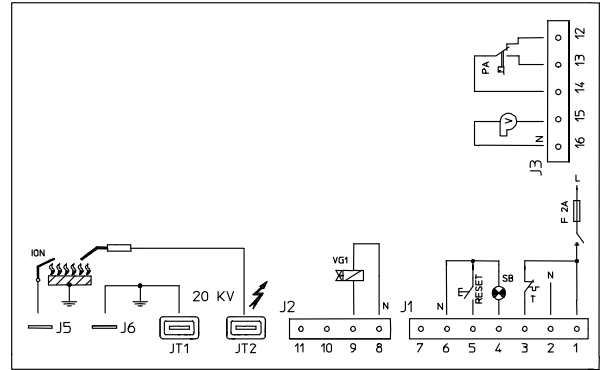 12
13
PA
14
V
15
N
16
J3
L
F 2A
ION
VG1
RESET
SB
T
20 KV
J2
N
J1
N
N
J5
J6
JT1
JT2
11 10 9 8
7 6 5 4 3 2 1